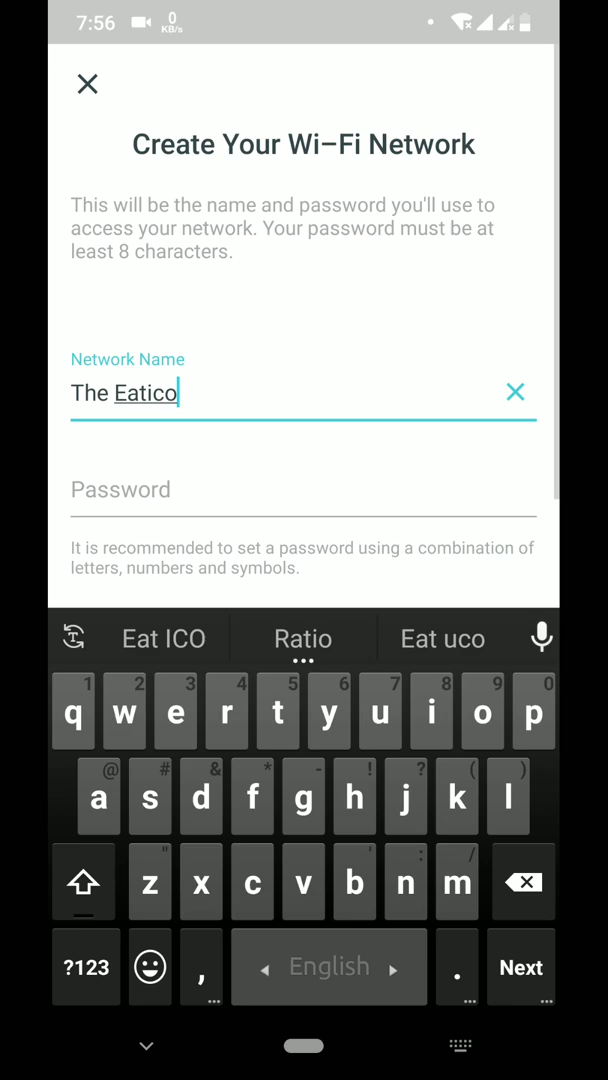 7:56 0 KB/s
Create Your Wi–Fi Network
This will be the name and password you'll use to
access your network. Your password must be at
least 8 characters.
Network Name
The Eatico
Password
It is recommended to set a password using a combination of
letters, numbers and symbols.
Eat ICO Ratio Eat uco
1 2 3 4 5 6 7 8 9 0
q w e r t y u i o p
@ # & * - ! ? ( )
a s d f g h j k l
" ' : /
z x c v b n m
?123 , English . Next